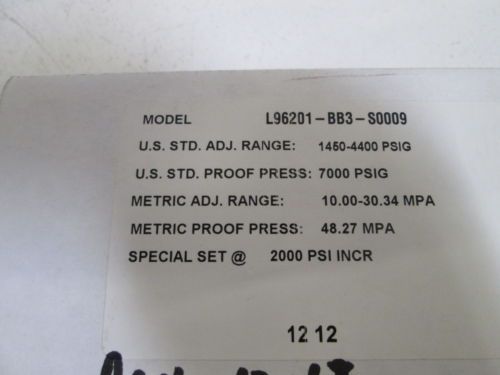 MODEL L96201-BB3-S0009
U.S. STD. ADJ. RANGE: 1450-4400 PSIG
U.S. STD. PROOF PRESS: 7000 PSIG
METRIC ADJ. RANGE: 10.00-30.34 MPA
METRIC PROOF PRESS: 48.27 MPA
SPECIAL SET @ 2000 PSI INCR
12 12